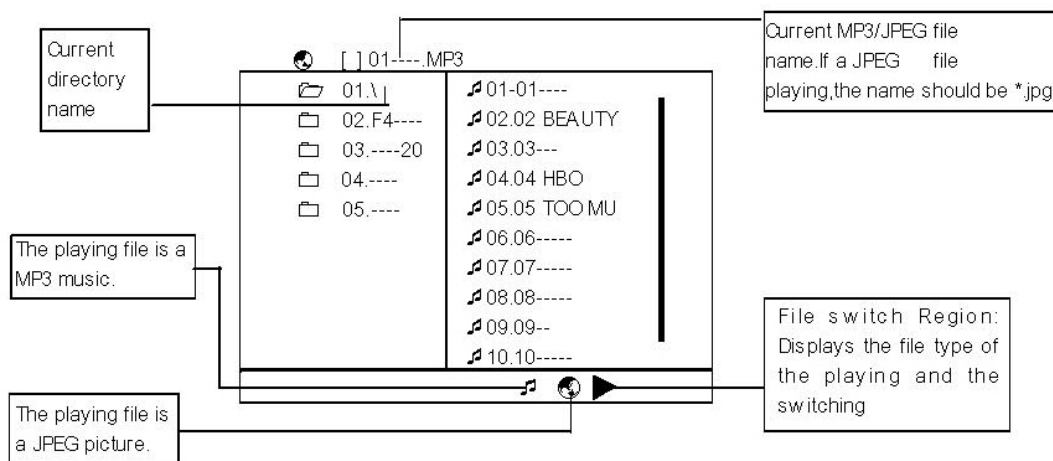 Current
directory
name
Current MP3/JPEG file
name.If a JPEG file
playing,the name should be *.jpg
[ ] 01----.MP3
01.\
02.F4----
03.----20
04.----
05.----
01-01----
02.02 BEAUTY
03.03---
04.04 HBO
05.05 TOO MU
06.06-----
07.07-----
08.08-----
09.09--
10.10-----
The playing file is a
MP3 music.
The playing file is
a JPEG picture.
File switch Region:
Displays the file type of
the playing and the
switching